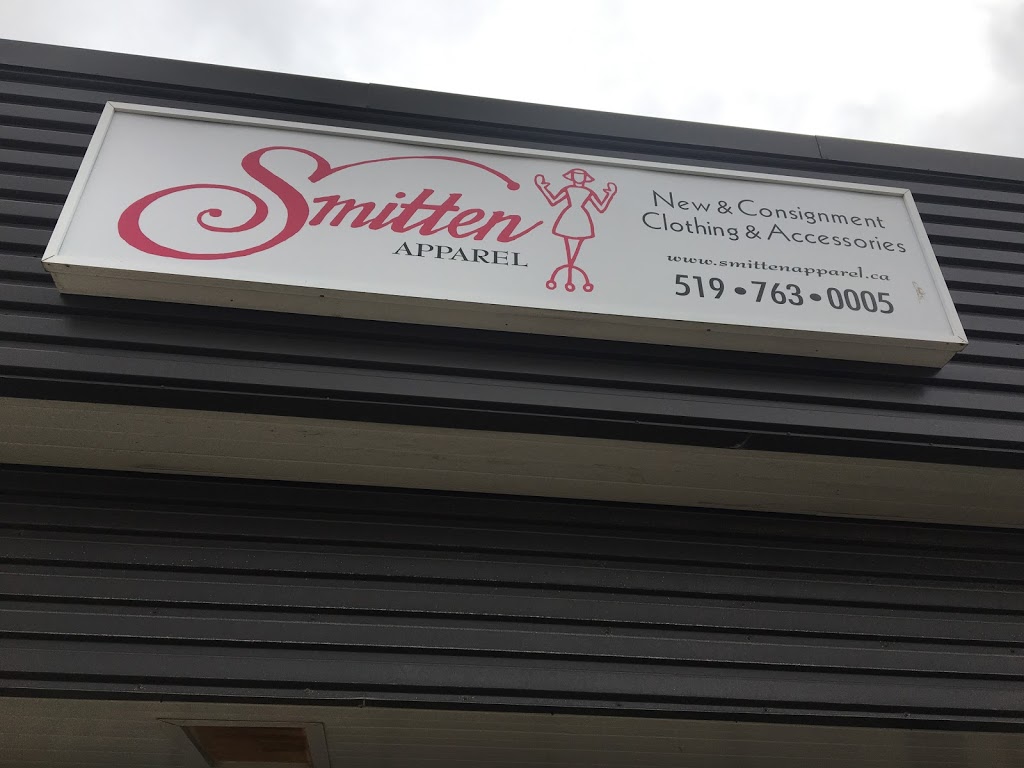 Smitten
APPAREL
New & Consignment
Clothing & Accessories
www.smittenapparel.ca
519•763•0005